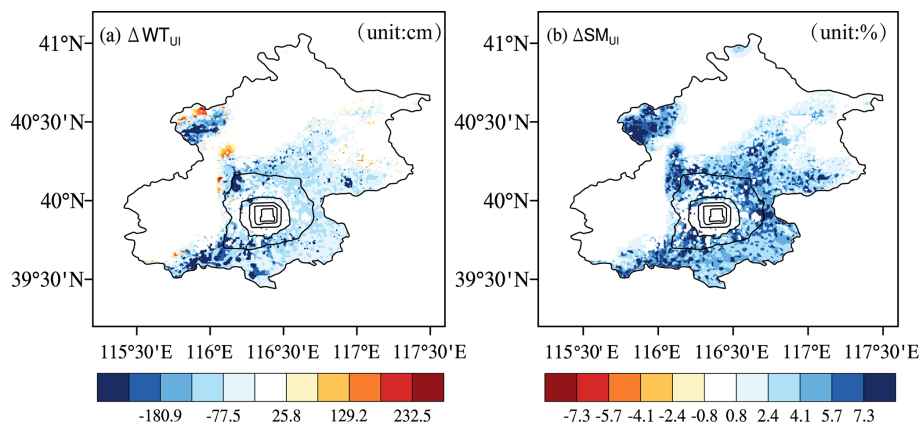 (a) Δ WT_UI (unit:cm)
41°N
40°30'N
40°N
39°30'N
115°30'E 116°E 116°30'E 117°E 117°30'E
-180.9 -77.5 25.8 129.2 232.5
(b) ΔSM_UI (unit:%)
41°N
40°30'N
40°N
39°30'N
115°30'E 116°E 116°30'E 117°E 117°30'E
-7.3 -5.7 -4.1 -2.4 -0.8 0.8 2.4 4.1 5.7 7.3